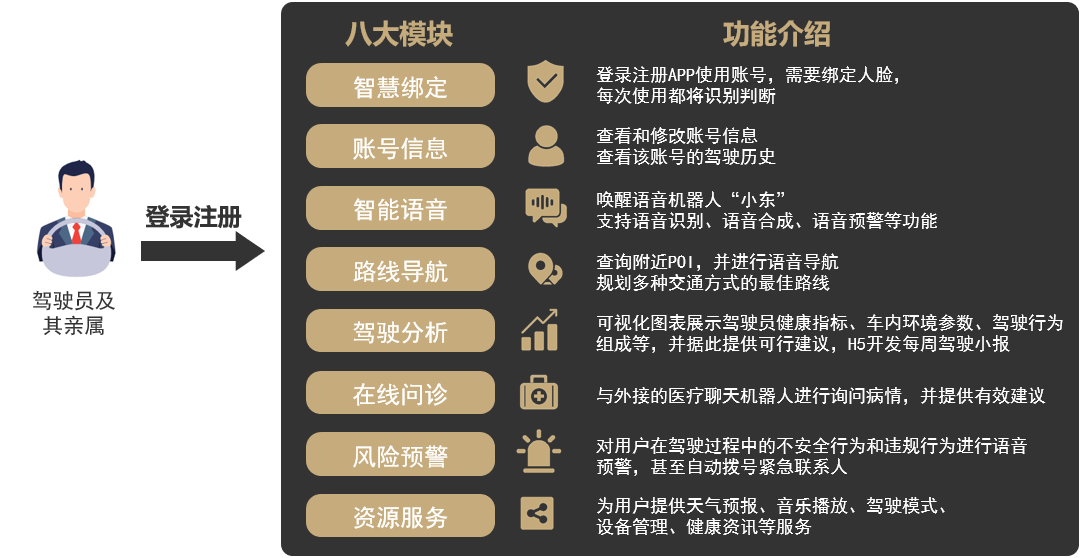 登录注册
驾驶员及
其亲属
八大模块
功能介绍
智慧绑定
登录注册APP使用账号，需要绑定人脸，
每次使用都将识别判断
账号信息
查看和修改账号信息
查看该账号的驾驶历史
智能语音
唤醒语音机器人“小东”
支持语音识别、语音合成、语音预警等功能
路线导航
查询附近POI，并进行语音导航
规划多种交通方式的最佳路线
驾驶分析
可视化图表展示驾驶员健康指标、车内环境参数、驾驶行为
组成等，并据此提供可行建议，H5开发每周驾驶小报
在线问诊
与外接的医疗聊天机器人进行询问病情，并提供有效建议
风险预警
对用户在驾驶过程中的不安全行为和违规行为进行语音
预警，甚至自动拨号紧急联系人
资源服务
为用户提供天气预报、音乐播放、驾驶模式、
设备管理、健康资讯等服务